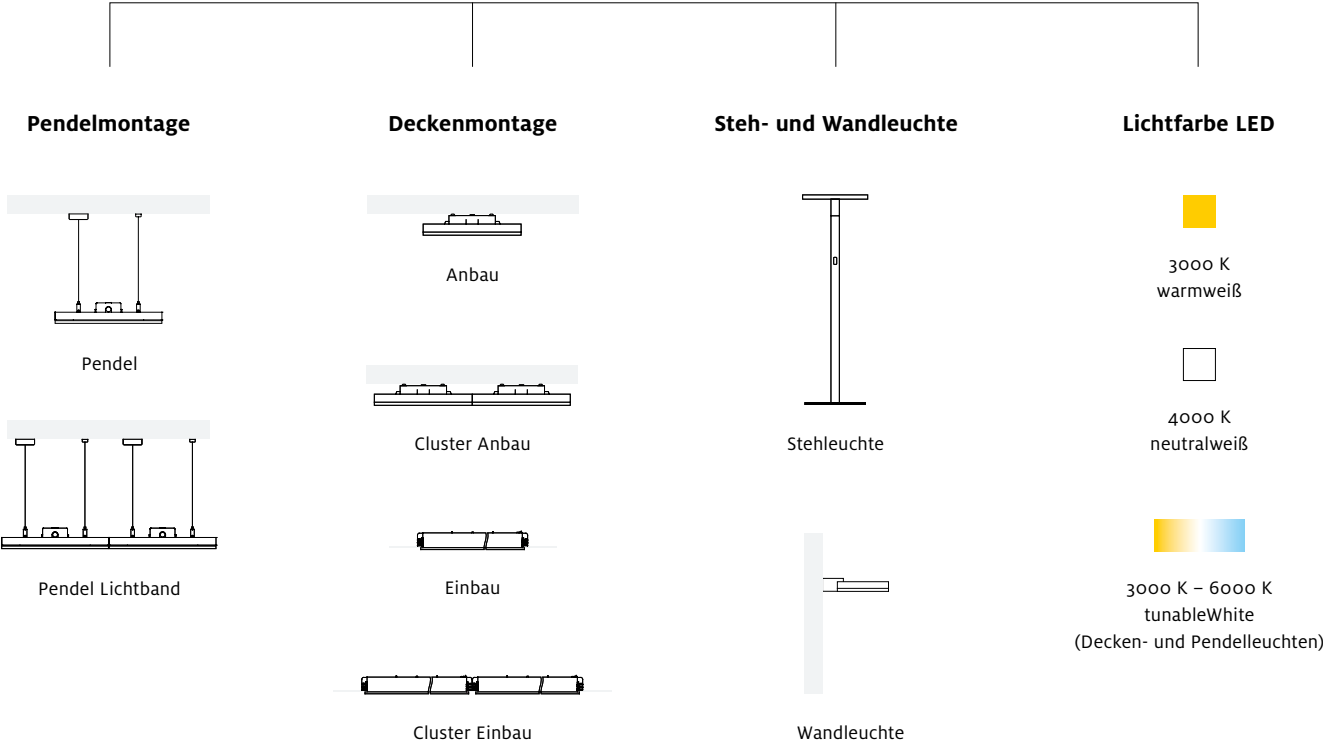 Pendelmontage
Pendel
Pendel Lichtband
Deckenmontage
Anbau
Cluster Anbau
Einbau
Cluster Einbau
Steh- und Wandleuchte
Stehleuchte
Wandleuchte
Lichtfarbe LED
3000 K
warmweiß
4000 K
neutralweiß
3000 K – 6000 K
tunableWhite
(Decken- und Pendelleuchten)